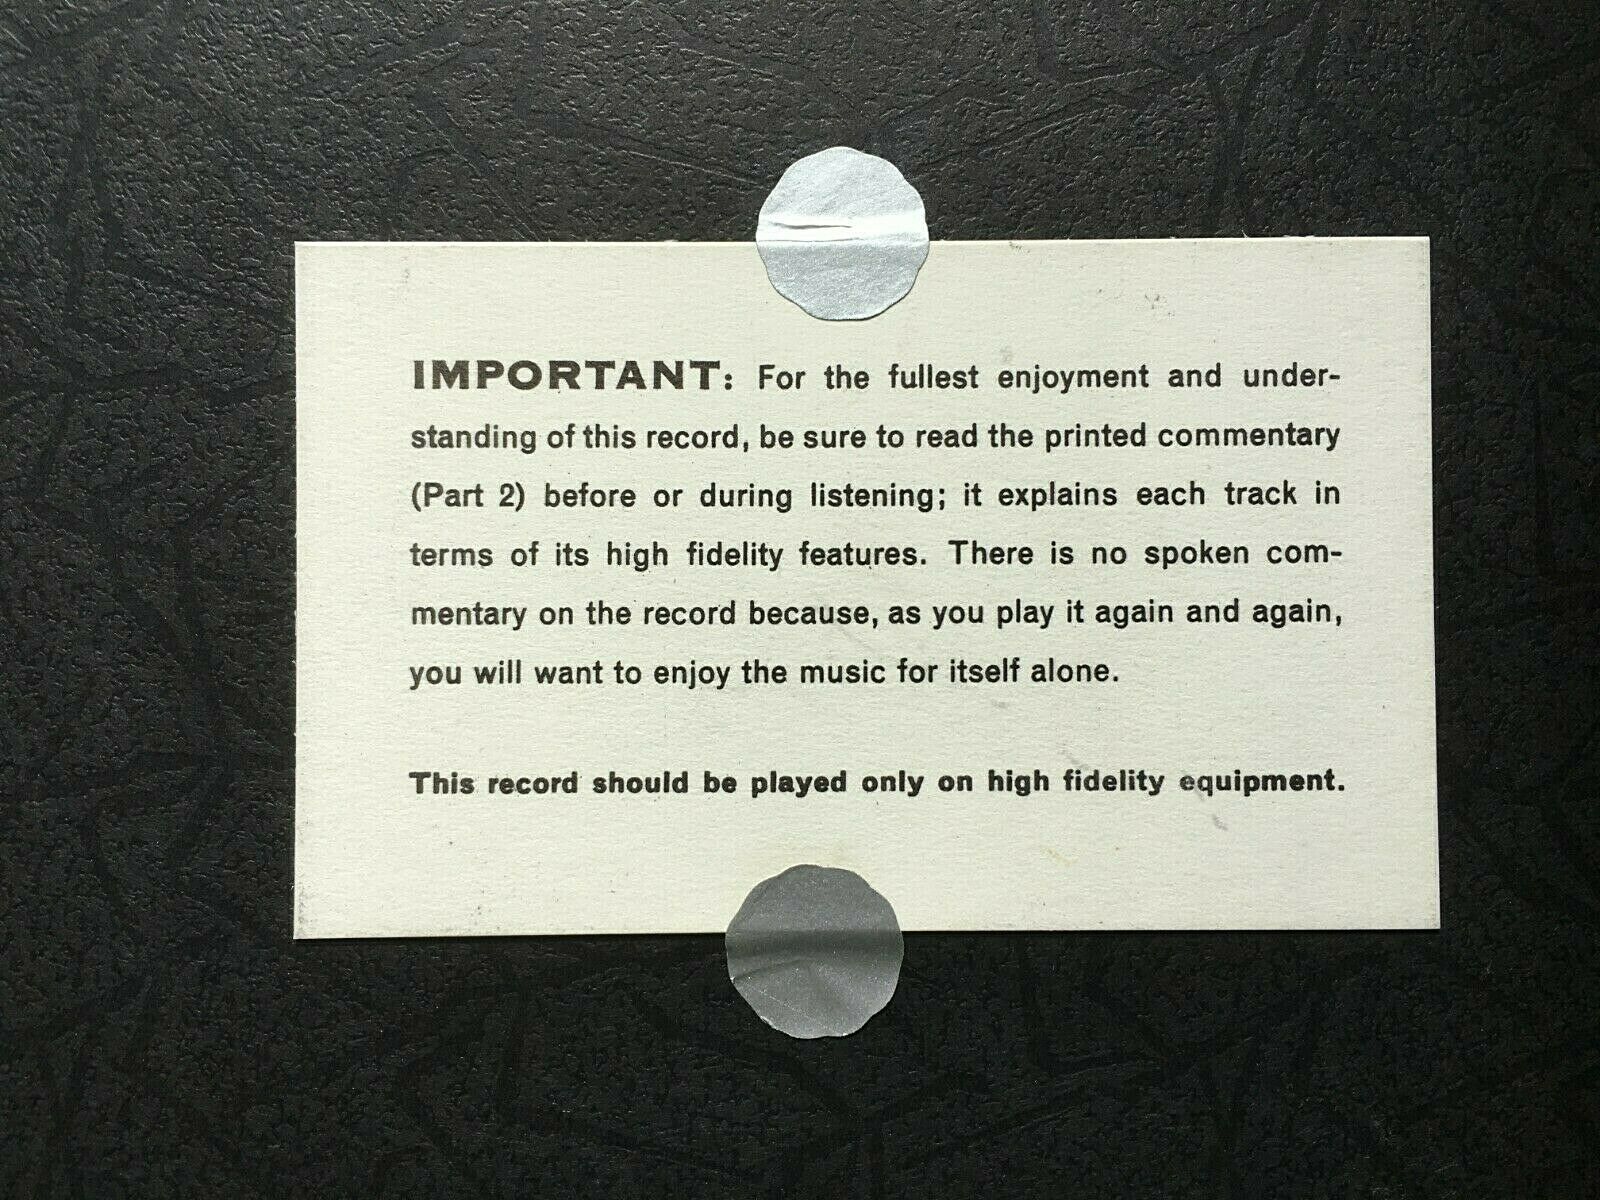 IMPORTANT: For the fullest enjoyment and under-
standing of this record, be sure to read the printed commentary
(Part 2) before or during listening; it explains each track in
terms of its high fidelity features. There is no spoken com-
mentary on the record because, as you play it again and again,
you will want to enjoy the music for itself alone.
This record should be played only on high fidelity equipment.